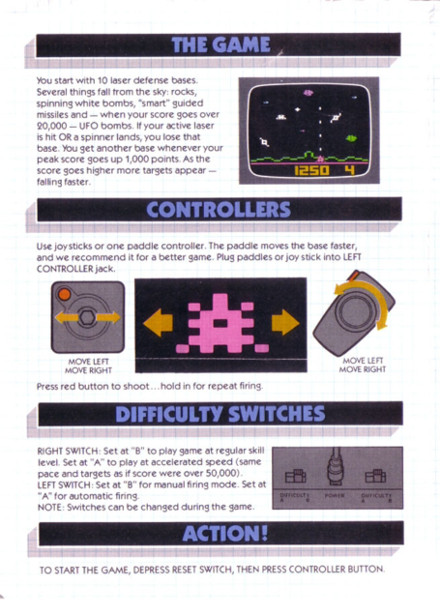 THE GAME
You start with 10 laser defense bases.
Several things fall from the sky: rocks,
spinning white bombs, "smart" guided
missiles and — when your score goes over
20,000 — UFO bombs. If your active laser
is hit OR a spinner lands, you lose that
base. You get another base whenever your
peak score goes up 1,000 points. As the
score goes higher more targets appear —
falling faster.
1250 4
CONTROLLERS
Use joysticks or one paddle controller. The paddle moves the base faster,
and we recommend it for a better game. Plug paddles or joy stick into LEFT
CONTROLLER jack.
MOVE LEFT
MOVE RIGHT
MOVE LEFT
MOVE RIGHT
Press red button to shoot...hold in for repeat firing.
DIFFICULTY SWITCHES
RIGHT SWITCH: Set at "B" to play game at regular skill
level. Set at "A" to play at accelerated speed (same
pace and targets as if score were over 50,000).
LEFT SWITCH: Set at "B" for manual firing mode. Set at
"A" for automatic firing.
NOTE: Switches can be changed during the game.
DIFFICULTY POWER DIFFICULTY
A B A B
ACTION!
TO START THE GAME, DEPRESS RESET SWITCH, THEN PRESS CONTROLLER BUTTON.